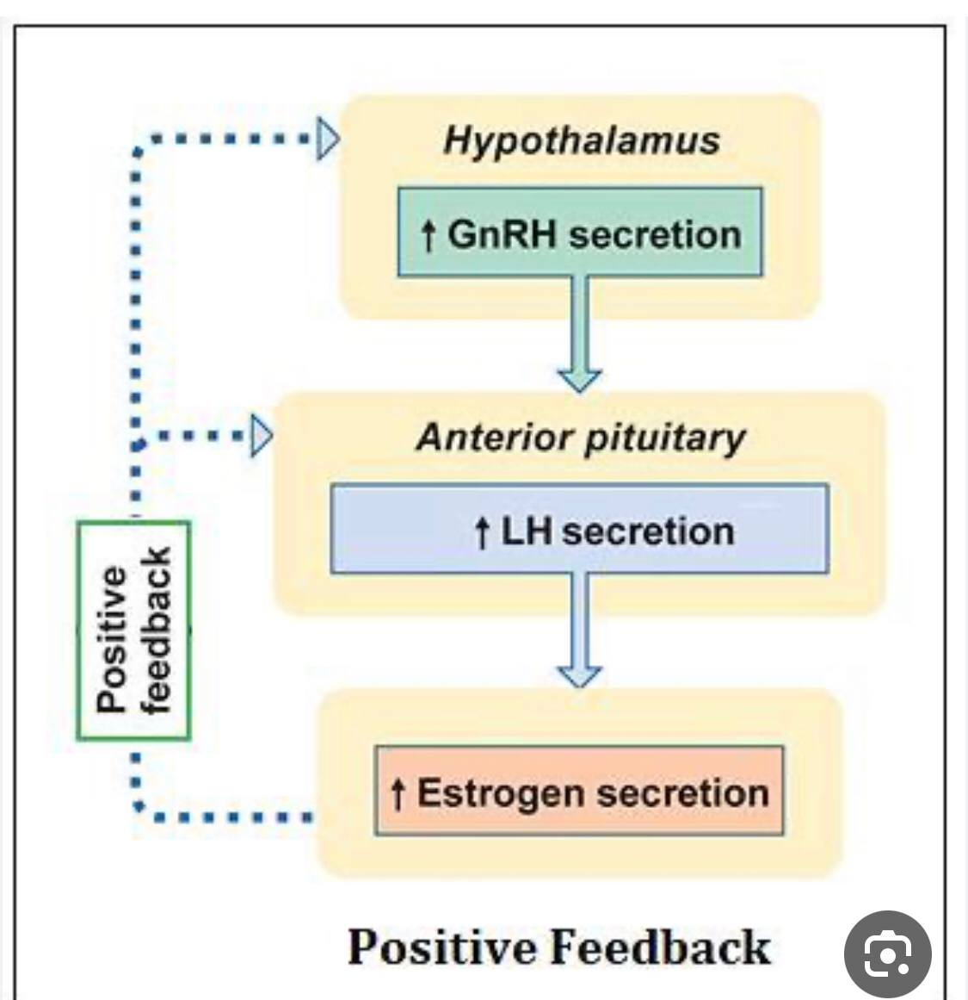 Hypothalamus
↑ GnRH secretion
Anterior pituitary
↑ LH secretion
Positive
feedback
↑ Estrogen secretion
Positive Feedback